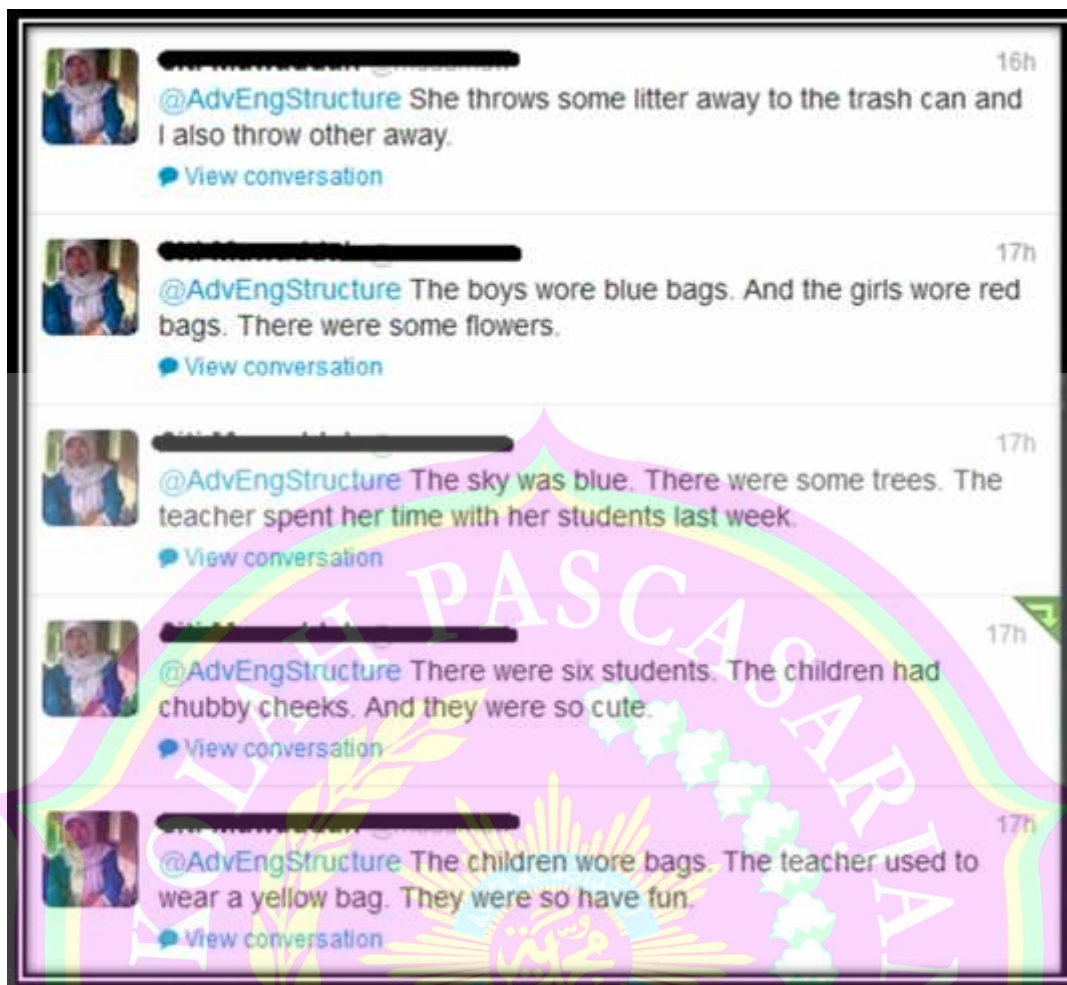 16h
@AdvEngStructure She throws some litter away to the trash can and
I also throw other away.
View conversation
17h
@AdvEngStructure The boys wore blue bags. And the girls wore red
bags. There were some flowers.
View conversation
17h
@AdvEngStructure The sky was blue. There were some trees. The
teacher spent her time with her students last week.
View conversation
17h
@AdvEngStructure There were six students. The children had
chubby cheeks. And they were so cute.
View conversation
17h
@AdvEngStructure The children wore bags. The teacher used to
wear a yellow bag. They were so have fun.
View conversation
KOLAH PASCASARJAN